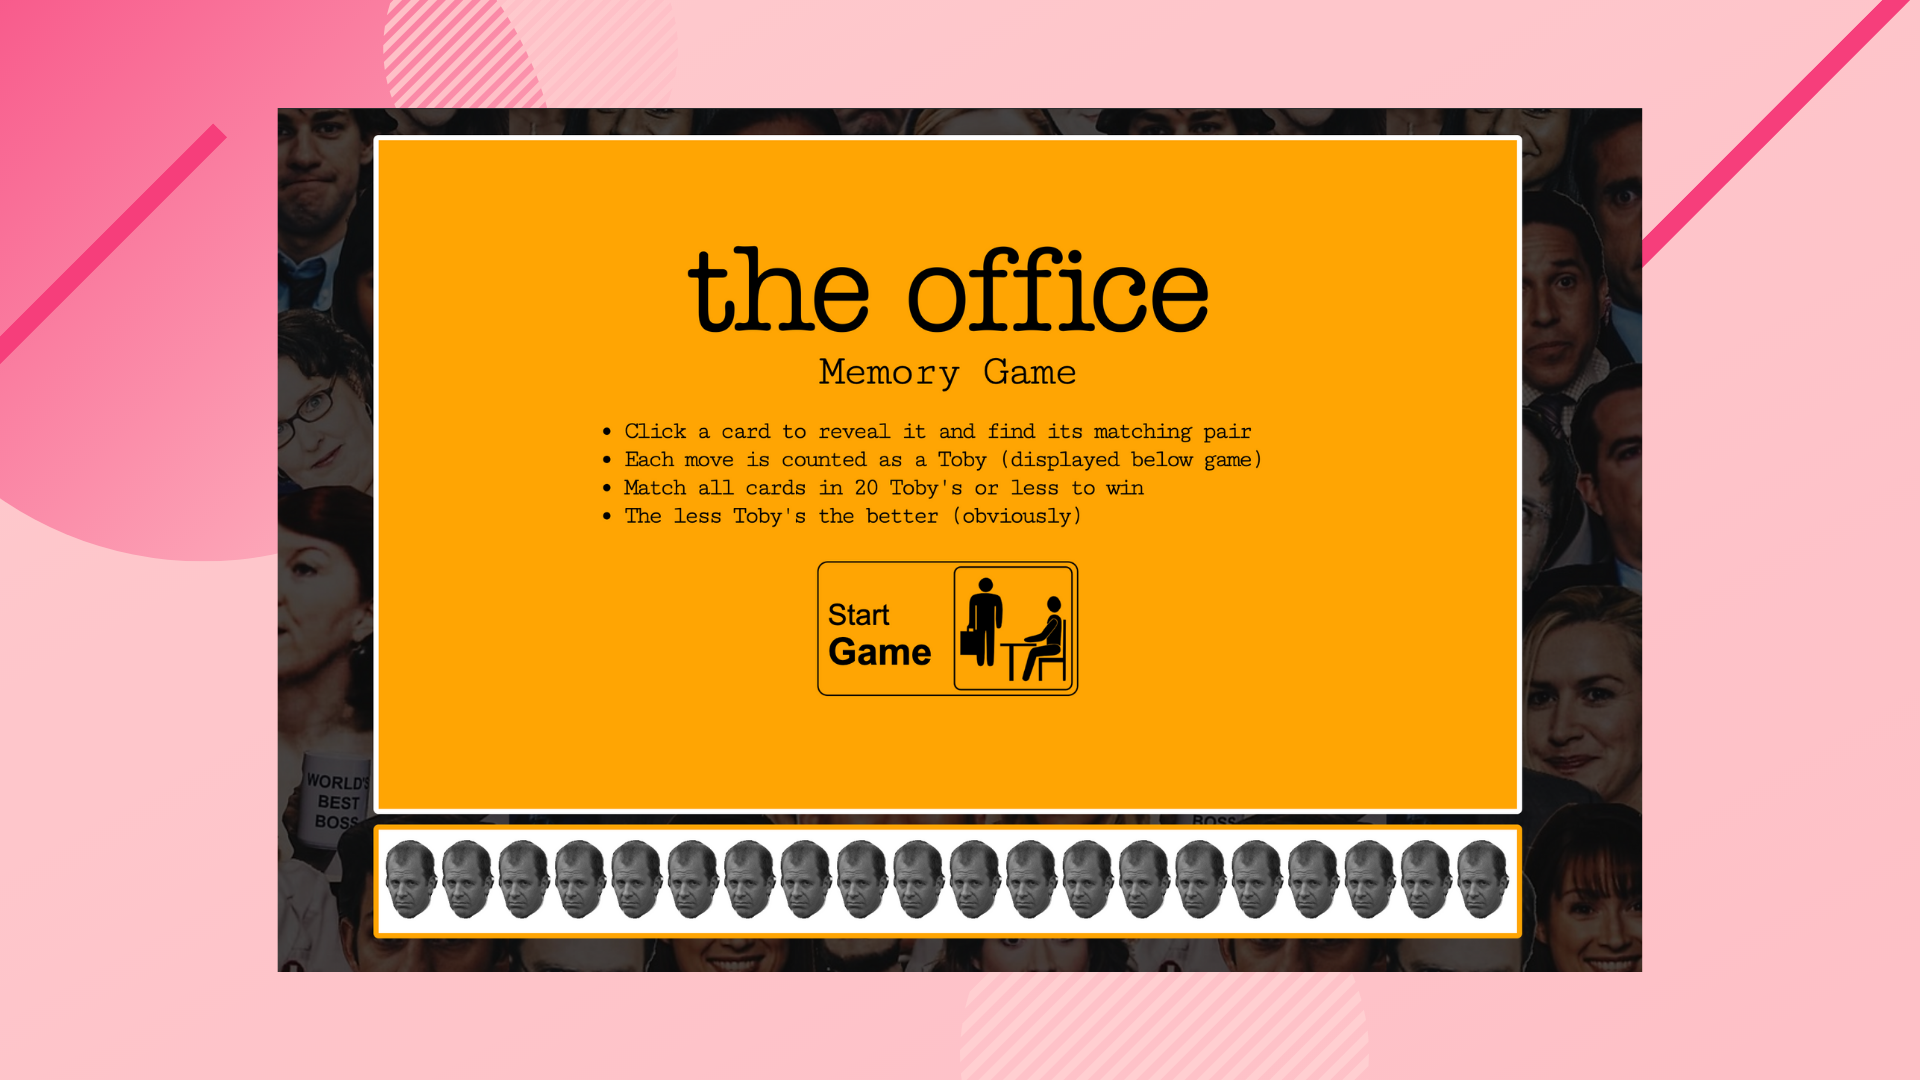 the office
Memory Game
Click a card to reveal it and find its matching pair
Each move is counted as a Toby (displayed below game)
Match all cards in 20 Toby's or less to win
The less Toby's the better (obviously)
Start
Game
WORLD'S
BEST
BOSS
BOSS